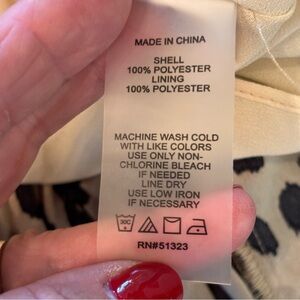 MADE IN CHINA
SHELL
100% POLYESTER
LINING
100% POLYESTER
MACHINE WASH COLD
WITH LIKE COLORS
USE ONLY NON-
CHLORINE BLEACH
IF NEEDED
LINE DRY
USE LOW IRON
IF NECESSARY
30C
RN#51323